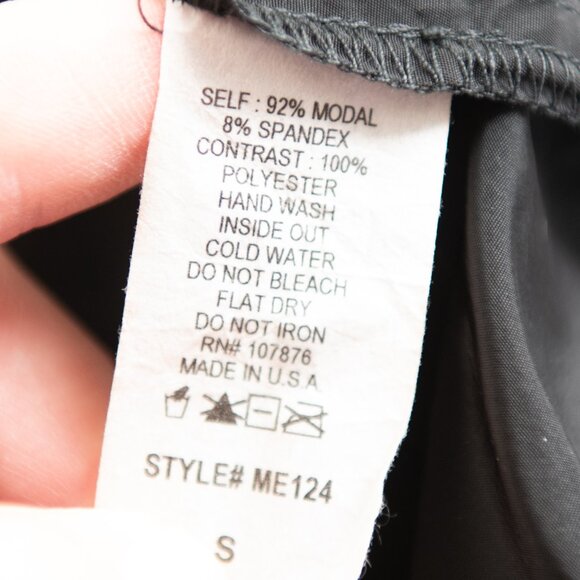 SELF : 92% MODAL
8% SPANDEX
CONTRAST : 100%
POLYESTER
HAND WASH
INSIDE OUT
COLD WATER
DO NOT BLEACH
FLAT DRY
DO NOT IRON
RN# 107876
MADE IN U.S.A
STYLE# ME124
S